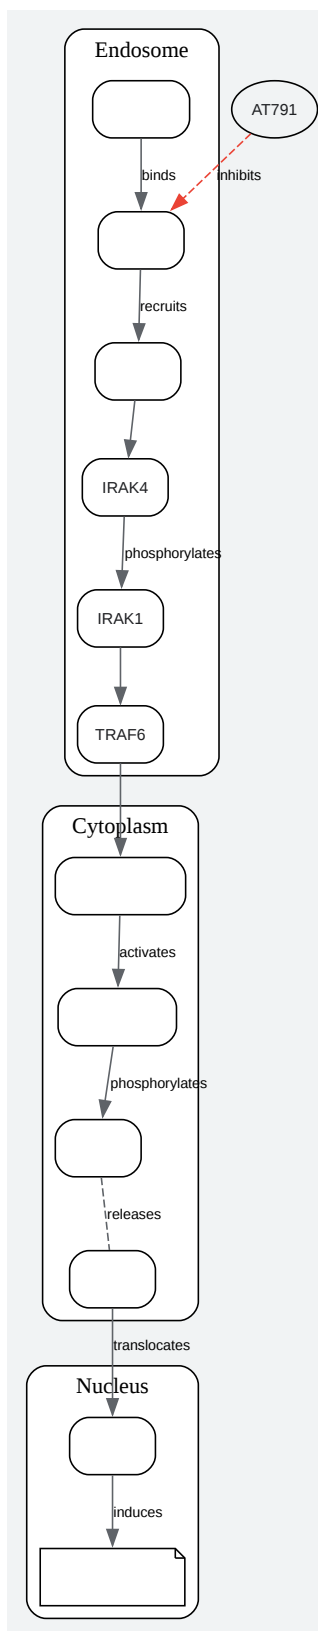 Endosome
AT791
binds
inhibits
recruits
IRAK4
phosphorylates
IRAK1
TRAF6
Cytoplasm
activates
phosphorylates
releases
translocates
Nucleus
induces